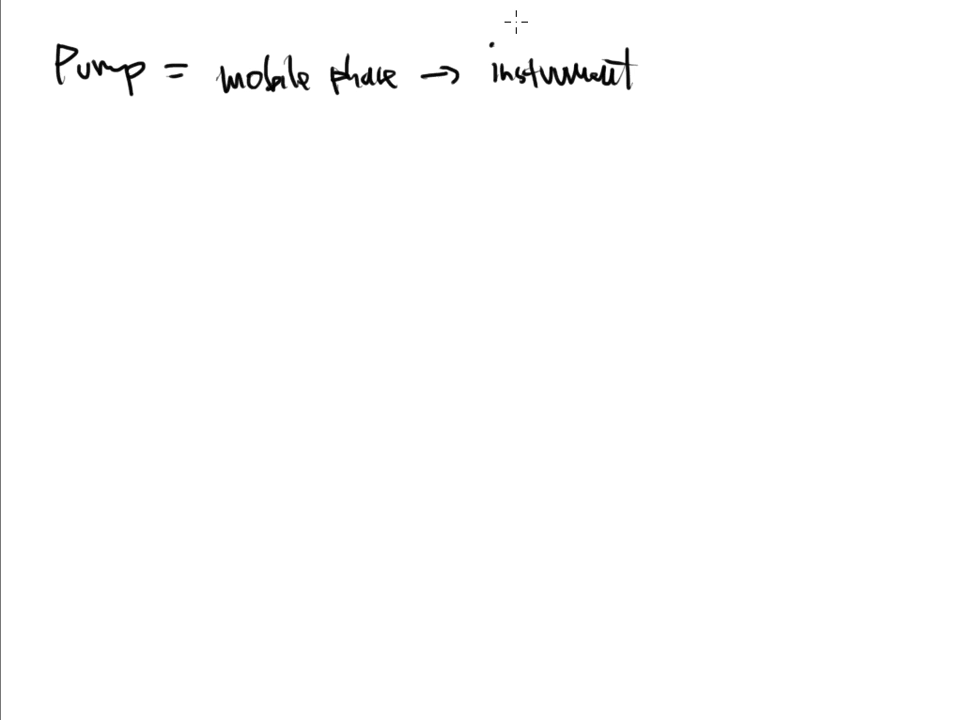 Pump = mobile phase → instrument